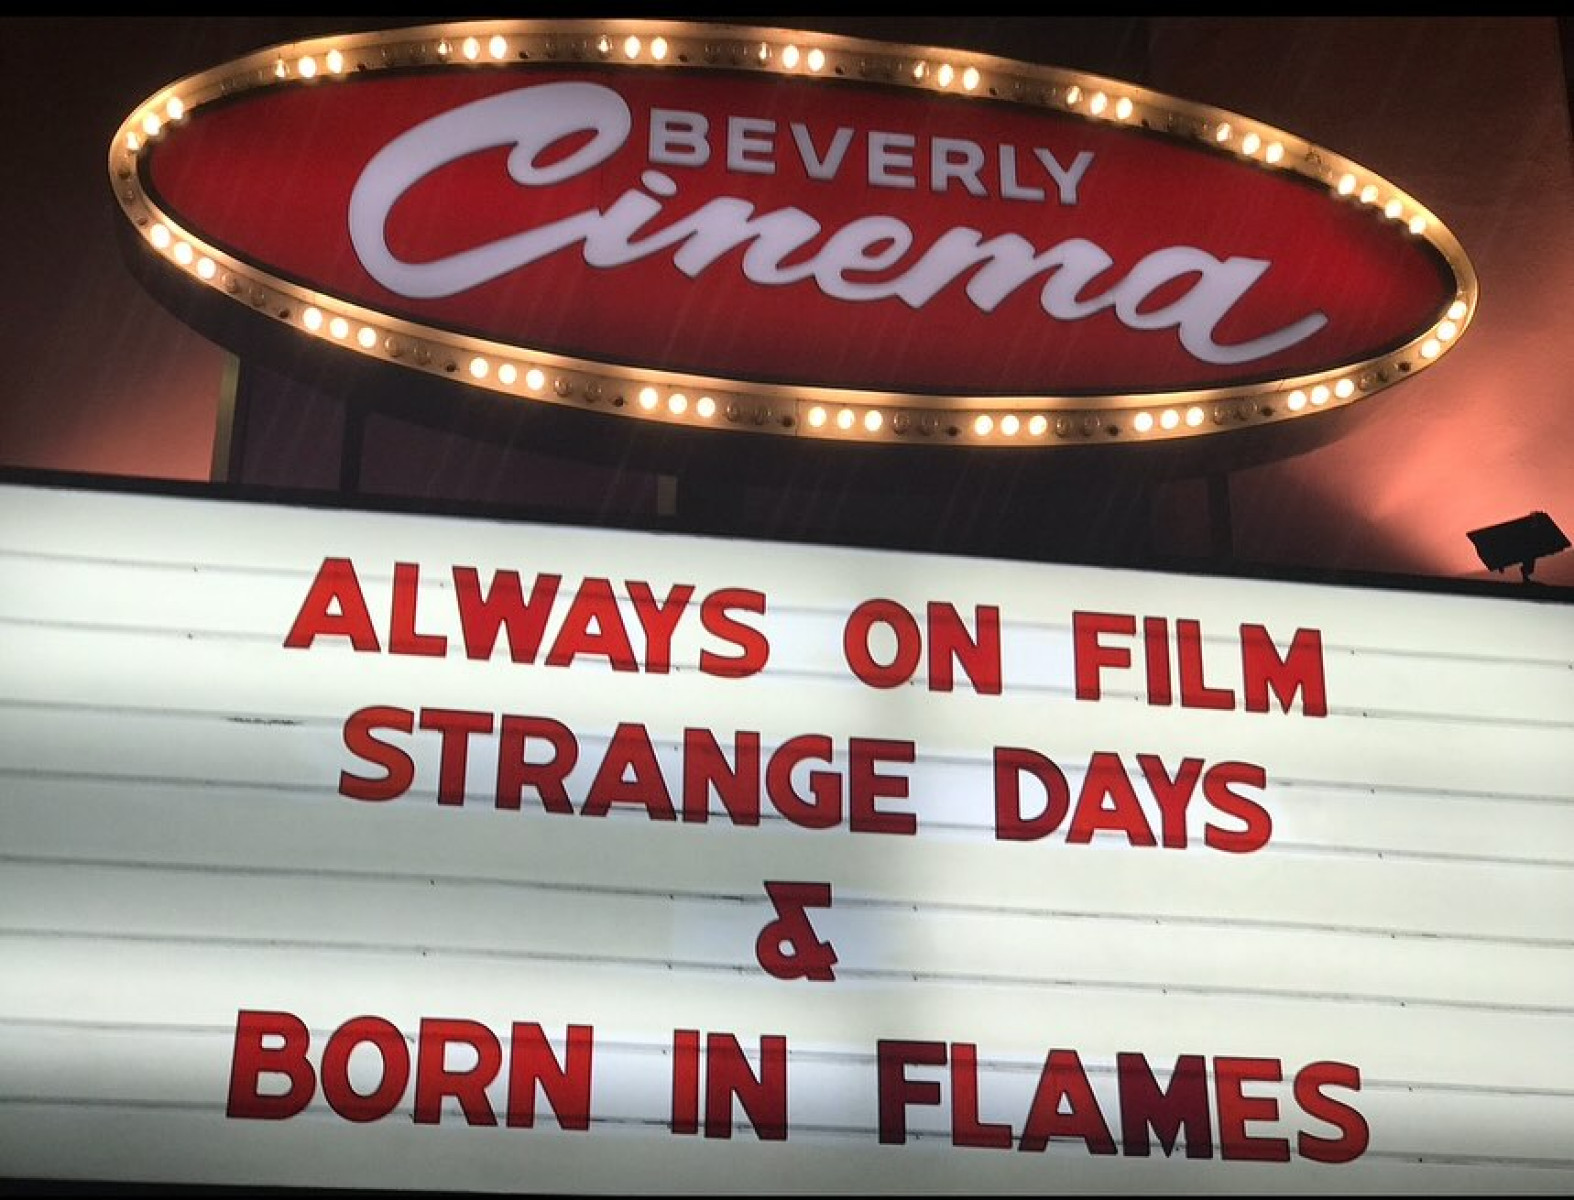 BEVERLY
Cinema
ALWAYS ON FILM
STRANGE DAYS
&
BORN IN FLAMES